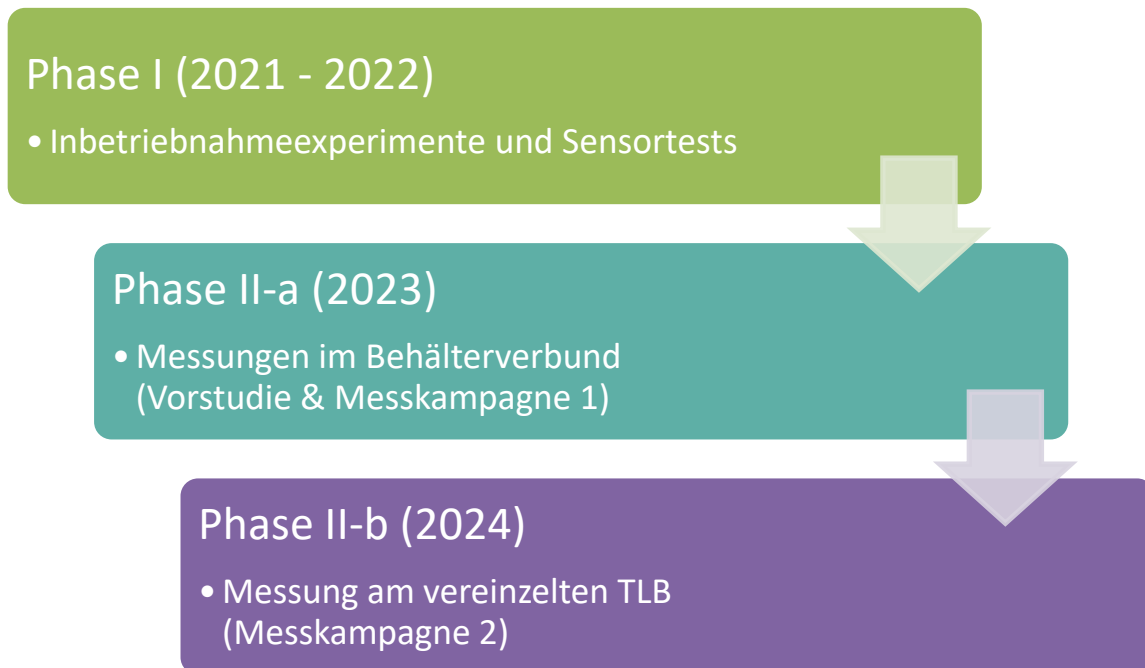 Phase I (2021 - 2022)
• Inbetriebnahmeexperimente und Sensortests
Phase II-a (2023)
• Messungen im Behälterverbund
(Vorstudie & Messkampagne 1)
Phase II-b (2024)
• Messung am vereinzelten TLB
(Messkampagne 2)